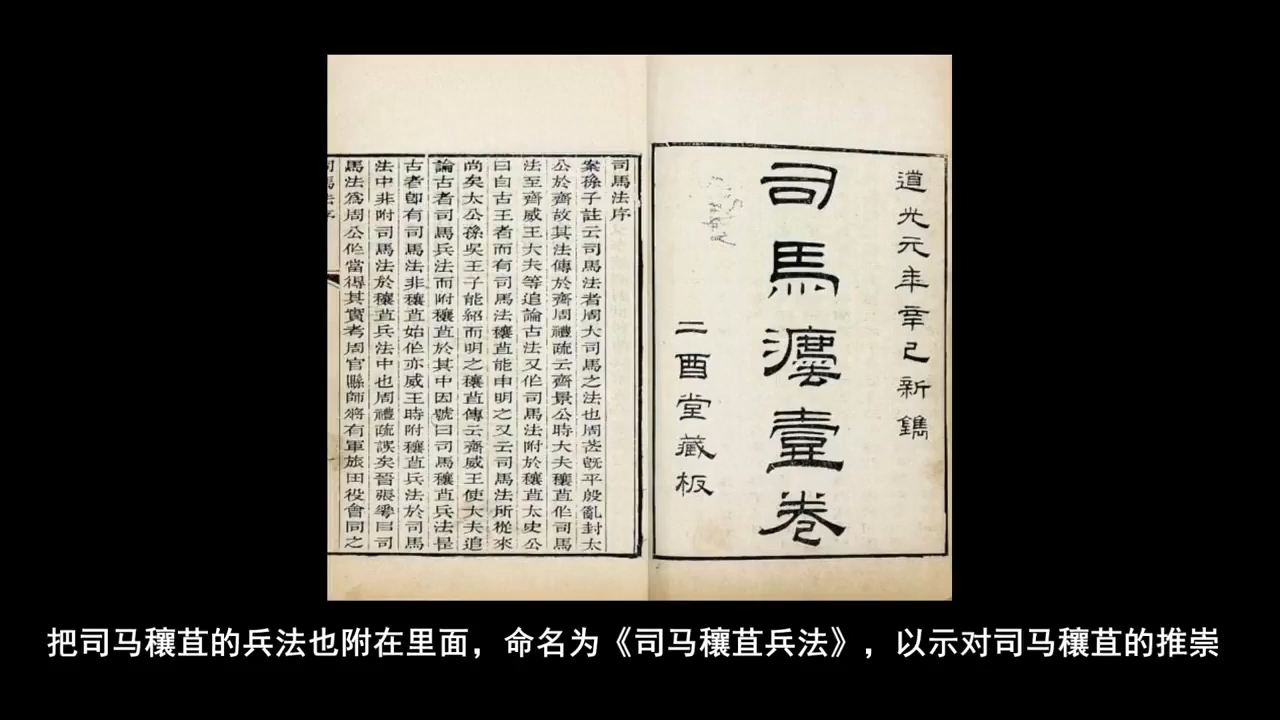 道光元年辛巳新鐫
司馬灋壹卷
二酉堂藏板
司馬法序
案孫子註云司馬法者周大司馬之法也周武旣平殷亂封太
公於齊故其法傳於齊周禮疏云齊景公時大夫穰苴作司馬
法至齊威王大夫等追論古法又作司馬法附於穰苴太史公
曰自古王者而有司馬法穰苴能申明之又云司馬法所從來
尚矣太公孫吳王子能紹而明之穰苴傳云齊威王使大夫追
論古者司馬兵法而附穰苴於其中因號曰司馬穰苴兵法是
古者卽有司馬法非穰苴始作亦威王時附穰苴兵法於司馬
法中非附司馬法於穰苴兵法中也周禮疏誤矣晉張華曰司
馬法爲周公作當得其實考周官縣師將有軍旅田役會同之
把司马穰苴的兵法也附在里面，命名为《司马穰苴兵法》，以示对司马穰苴的推崇